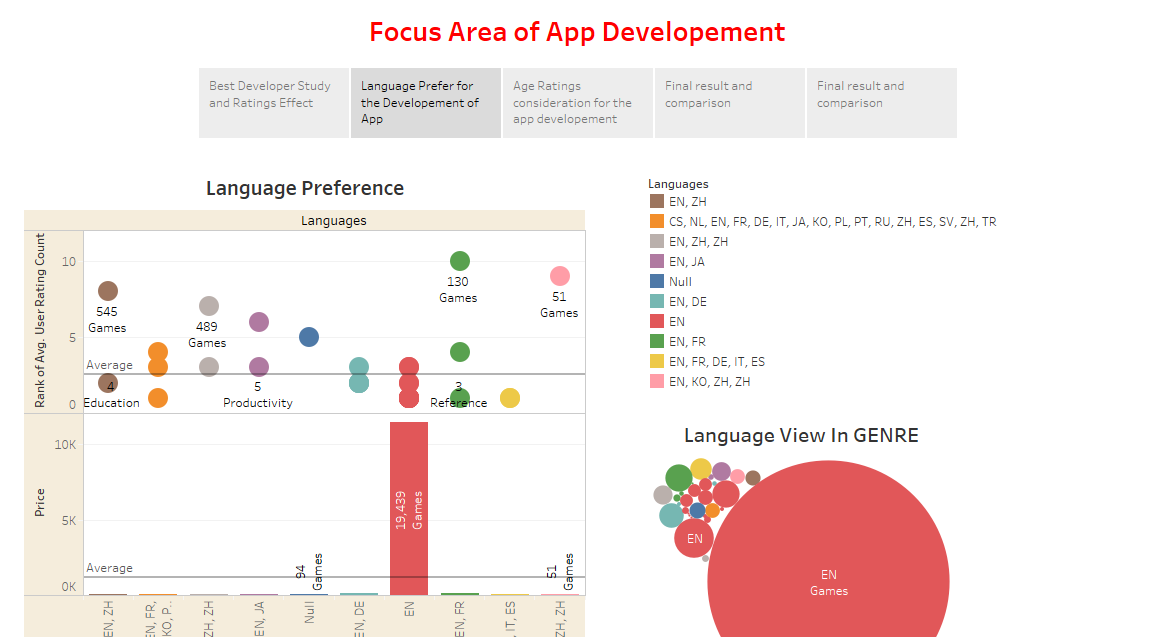 Focus Area of App Developement
Best Developer Study
and Ratings Effect
Language Prefer for
the Developement of
App
Age Ratings
consideration for the
app developement
Final result and
comparison
Final result and
comparison
Language Preference
Languages
Rank of Avg. User Rating Count
10
5
0
Average
545
Games
489
Games
130
Games
51
Games
4
Education
5
Productivity
3
Reference
Price
10K
5K
0K
Average
94
Games
19,439
Games
51
Games
EN, ZH
EN, FR,
KO, P..
ZH, ZH
EN, JA
Null
EN, DE
EN
EN, FR
, IT, ES
ZH, ZH
Languages
EN, ZH
CS, NL, EN, FR, DE, IT, JA, KO, PL, PT, RU, ZH, ES, SV, ZH, TR
EN, ZH, ZH
EN, JA
Null
EN, DE
EN
EN, FR
EN, FR, DE, IT, ES
EN, KO, ZH, ZH
Language View In GENRE
EN
EN
Games